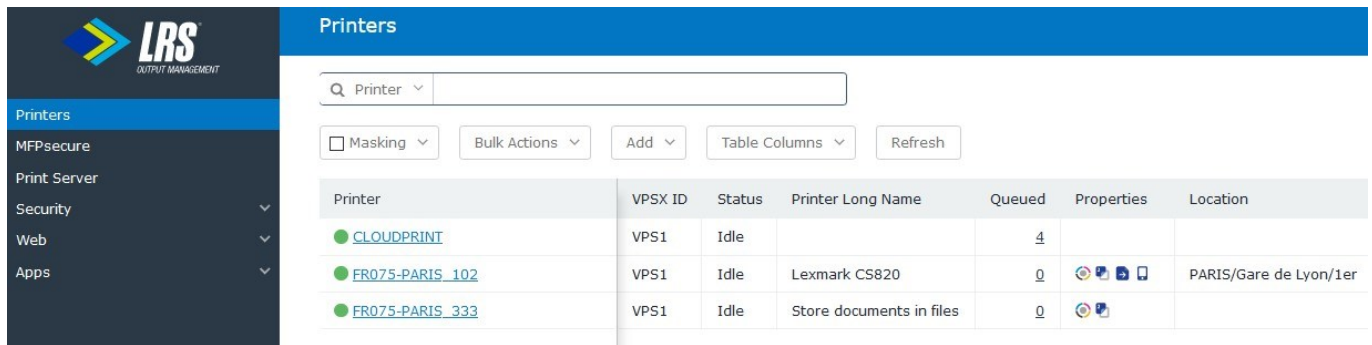 LRS
OUTPUT MANAGEMENT
Printers
MFPsecure
Print Server
Security
Web
Apps
Printers
Printer
Masking Bulk Actions Add Table Columns Refresh
Printer VPSX ID Status Printer Long Name Queued Properties Location
CLOUDPRINT VPS1 Idle 4
FR075-PARIS_102 VPS1 Idle Lexmark CS820 0 PARIS/Gare de Lyon/1er
FR075-PARIS_333 VPS1 Idle Store documents in files 0